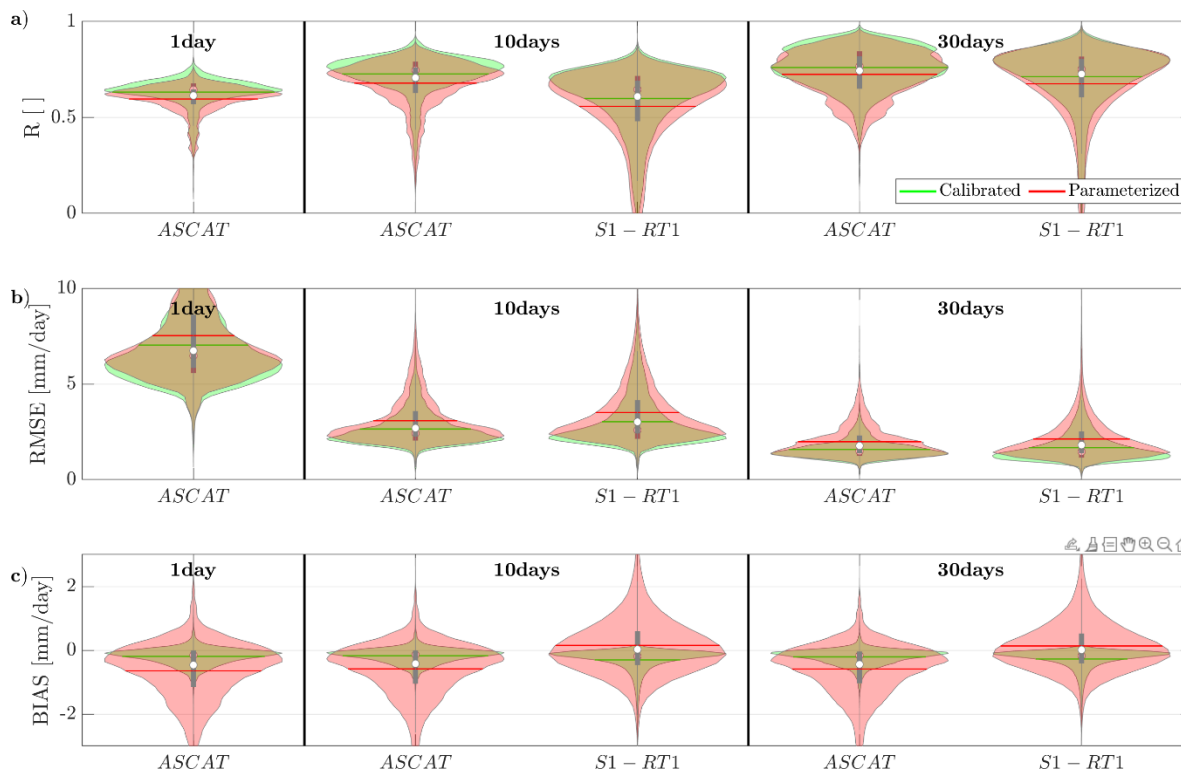 a)
1
0.5
0
R [ ]
1day
10days
30days
Calibrated
Parameterized
ASCAT
ASCAT
S1 − RT1
ASCAT
S1 − RT1
b)
10
5
0
RMSE [mm/day]
1day
10days
30days
ASCAT
ASCAT
S1 − RT1
ASCAT
S1 − RT1
c)
2
0
-2
BIAS [mm/day]
1day
10days
30days
ASCAT
ASCAT
S1 − RT1
ASCAT
S1 − RT1